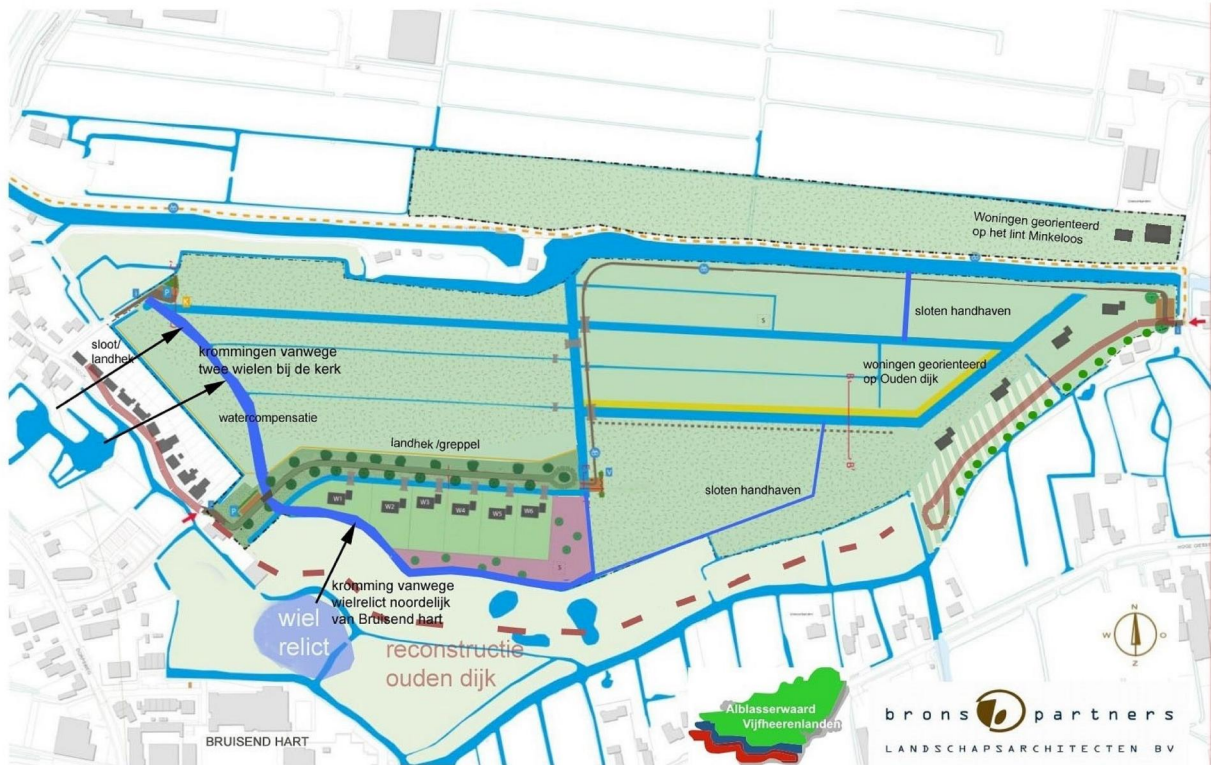 Woningen georienteerd
op het lint Minkeloos
sloot/
landhek
krommingen vanwege
twee wielen bij de kerk
sloten handhaven
woningen georienteerd
op Ouden dijk
watercompensatie
landhek /greppel
sloten handhaven
P
K
S
B
B'
V
P
W1
W2
W3
W4
W5
W6
S
kromming vanwege
wielrelict noordelijk
van Bruisend hart
wiel
relict
reconstructie
ouden dijk
BRUISEND HART
Alblasserwaard
Vijfheerenlanden
N
W
O
Z
brons b partners
LANDSCHAPSARCHITECTEN BV